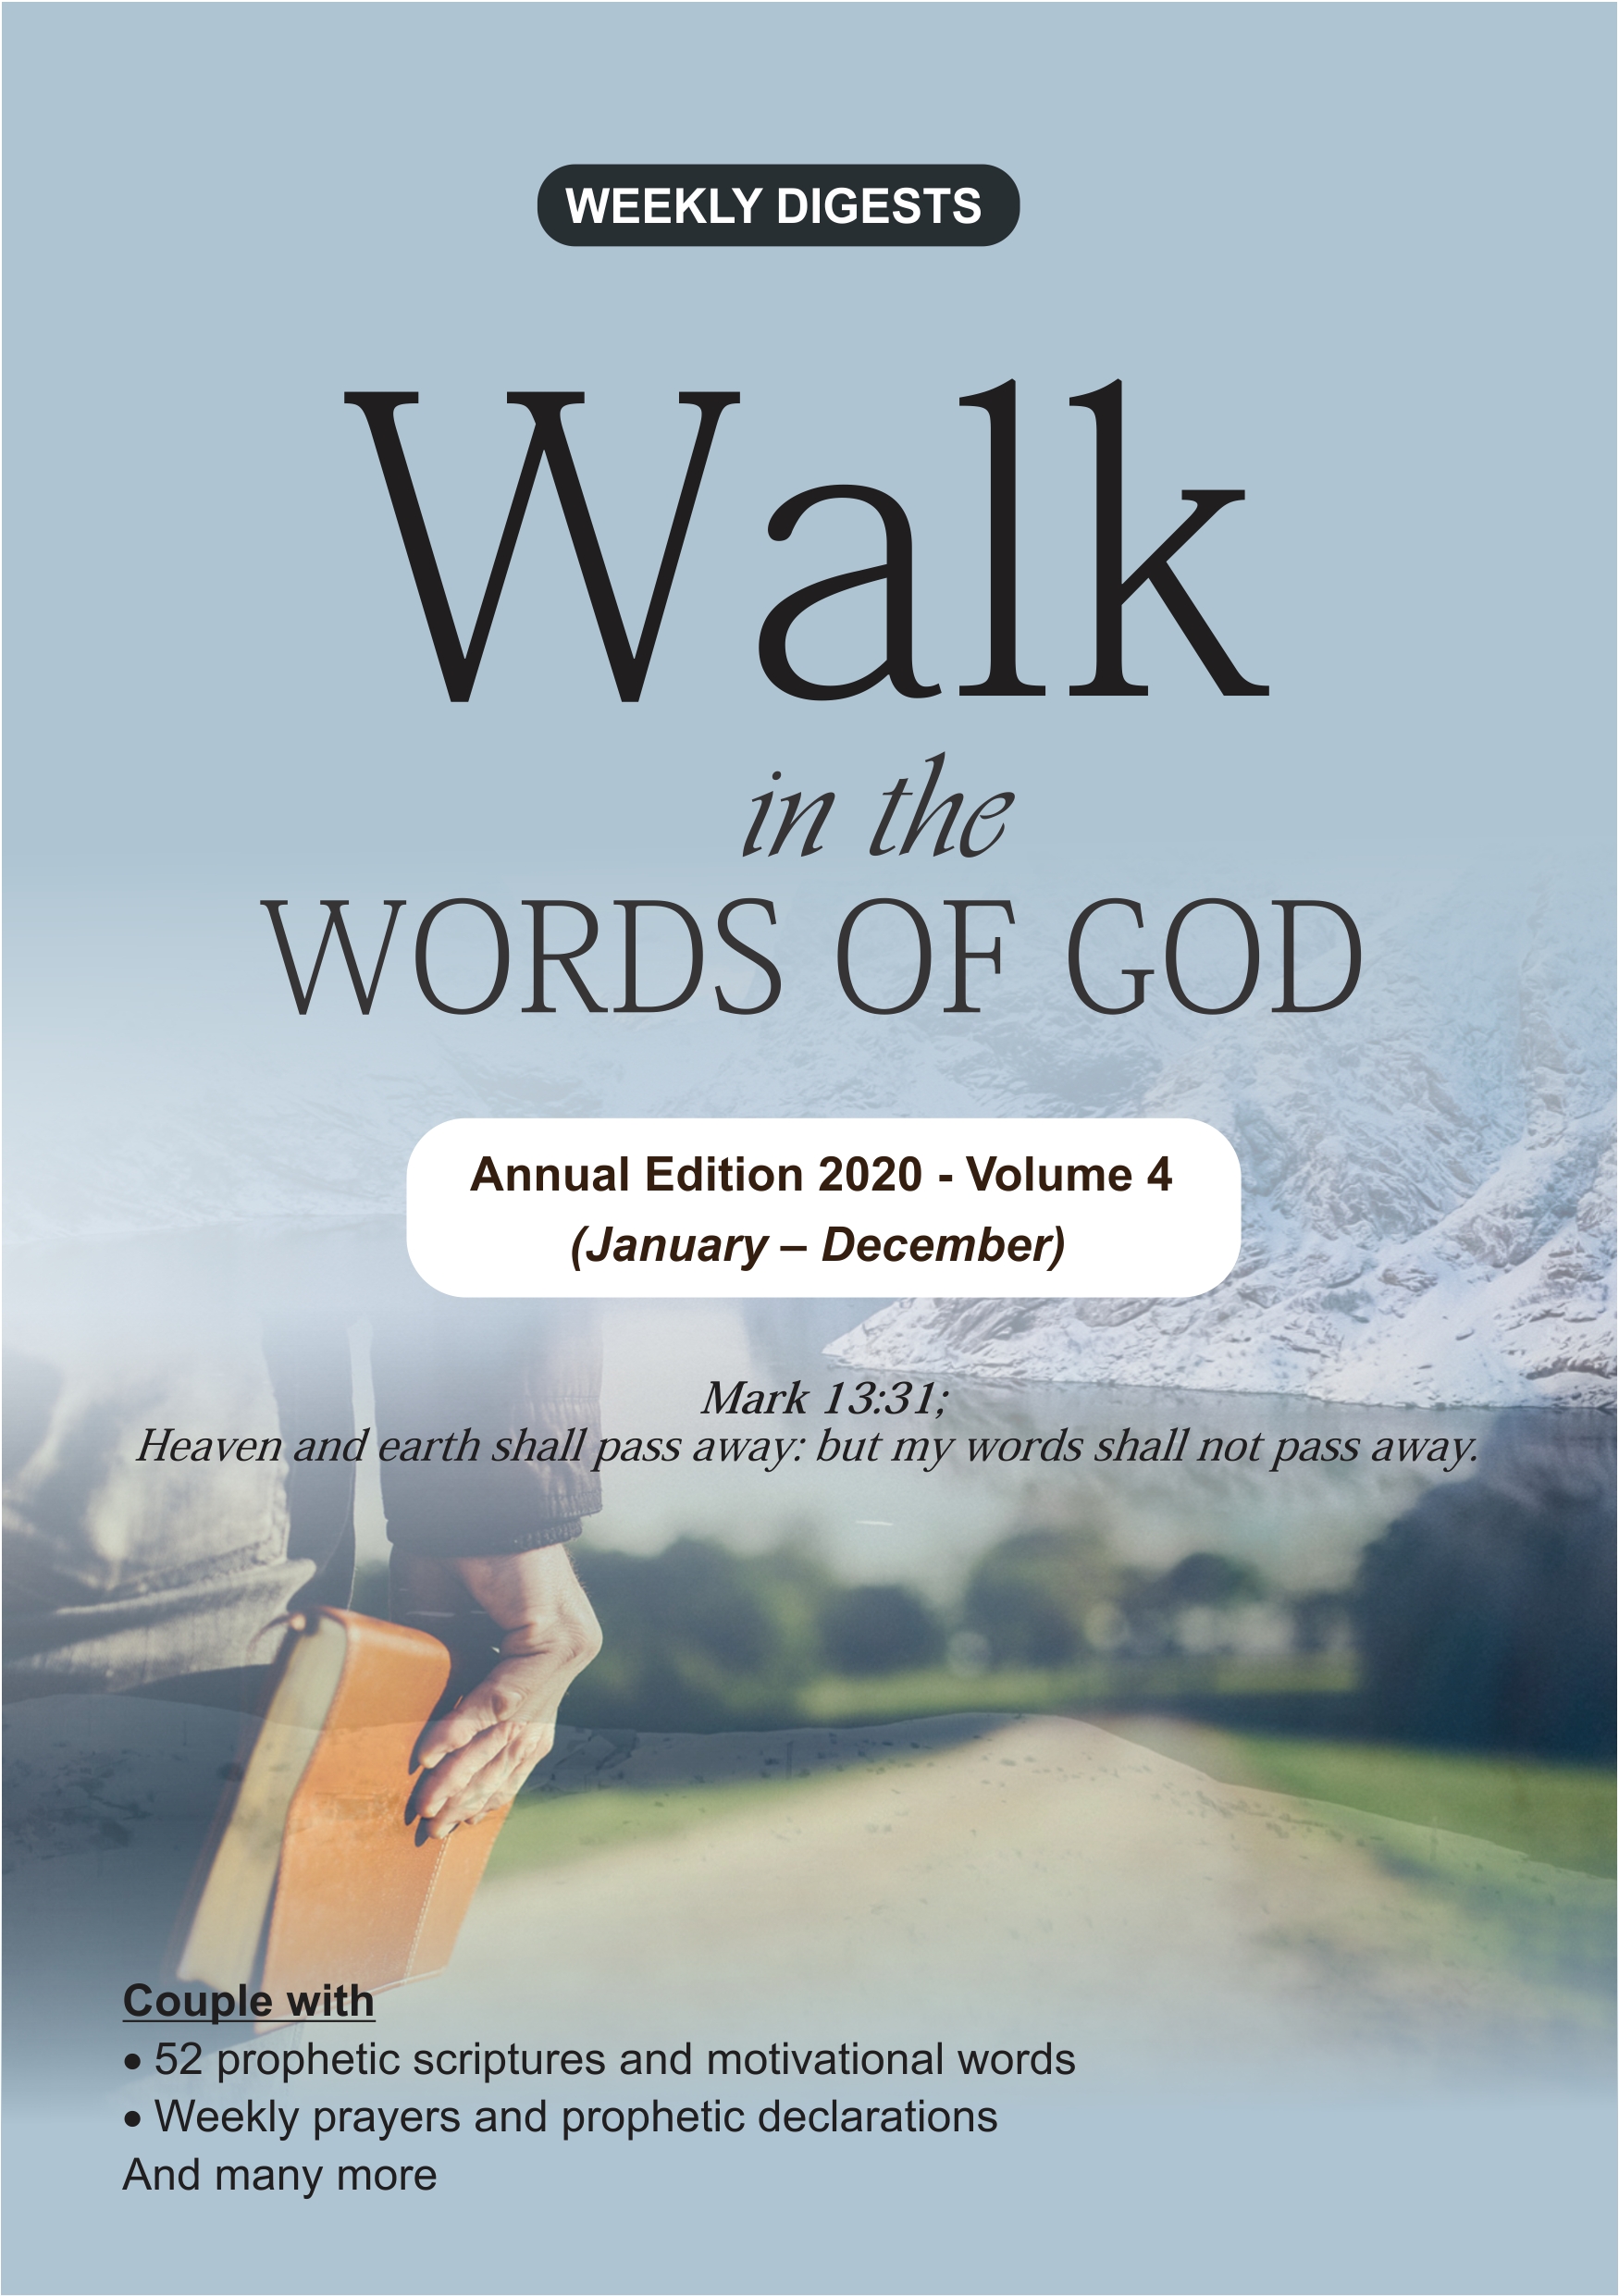 WEEKLY DIGESTS
Walk
in the
WORDS OF GOD
Annual Edition 2020 - Volume 4
(January – December)
Mark 13:31;
Heaven and earth shall pass away: but my words shall not pass away.
Couple with
• 52 prophetic scriptures and motivational words
• Weekly prayers and prophetic declarations
And many more